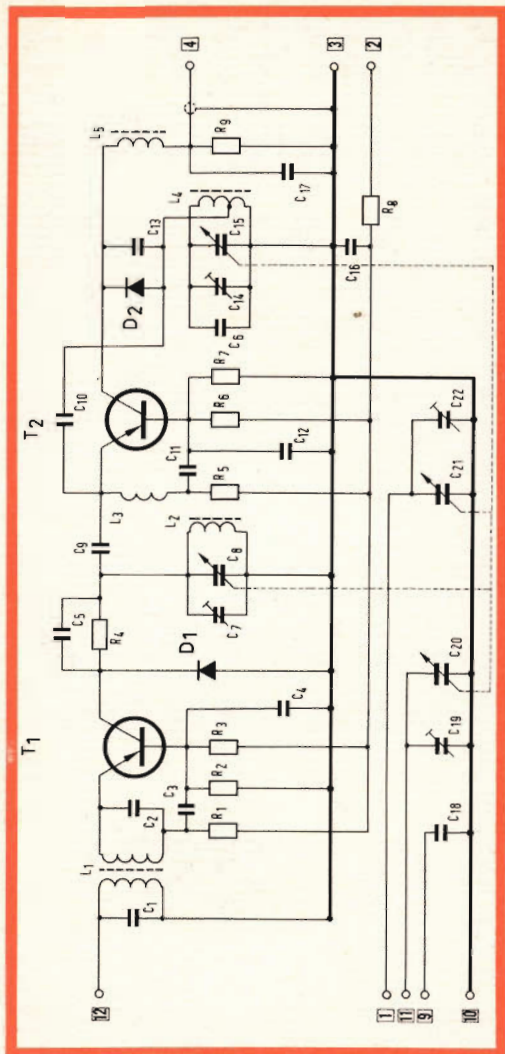 T1 T2
L1 C5 C9 C10 L5
12 C1 C2 R4 L3 D2 C13 4
D1 L2 C11 L4
C3 C7 C8 C6 C14 C15 R9
R1 R2 R3 C4 R5 R6 R7 C12 C17
3
C16 R8 2
1 C21 C22
11 C19 C20
9 C18
10